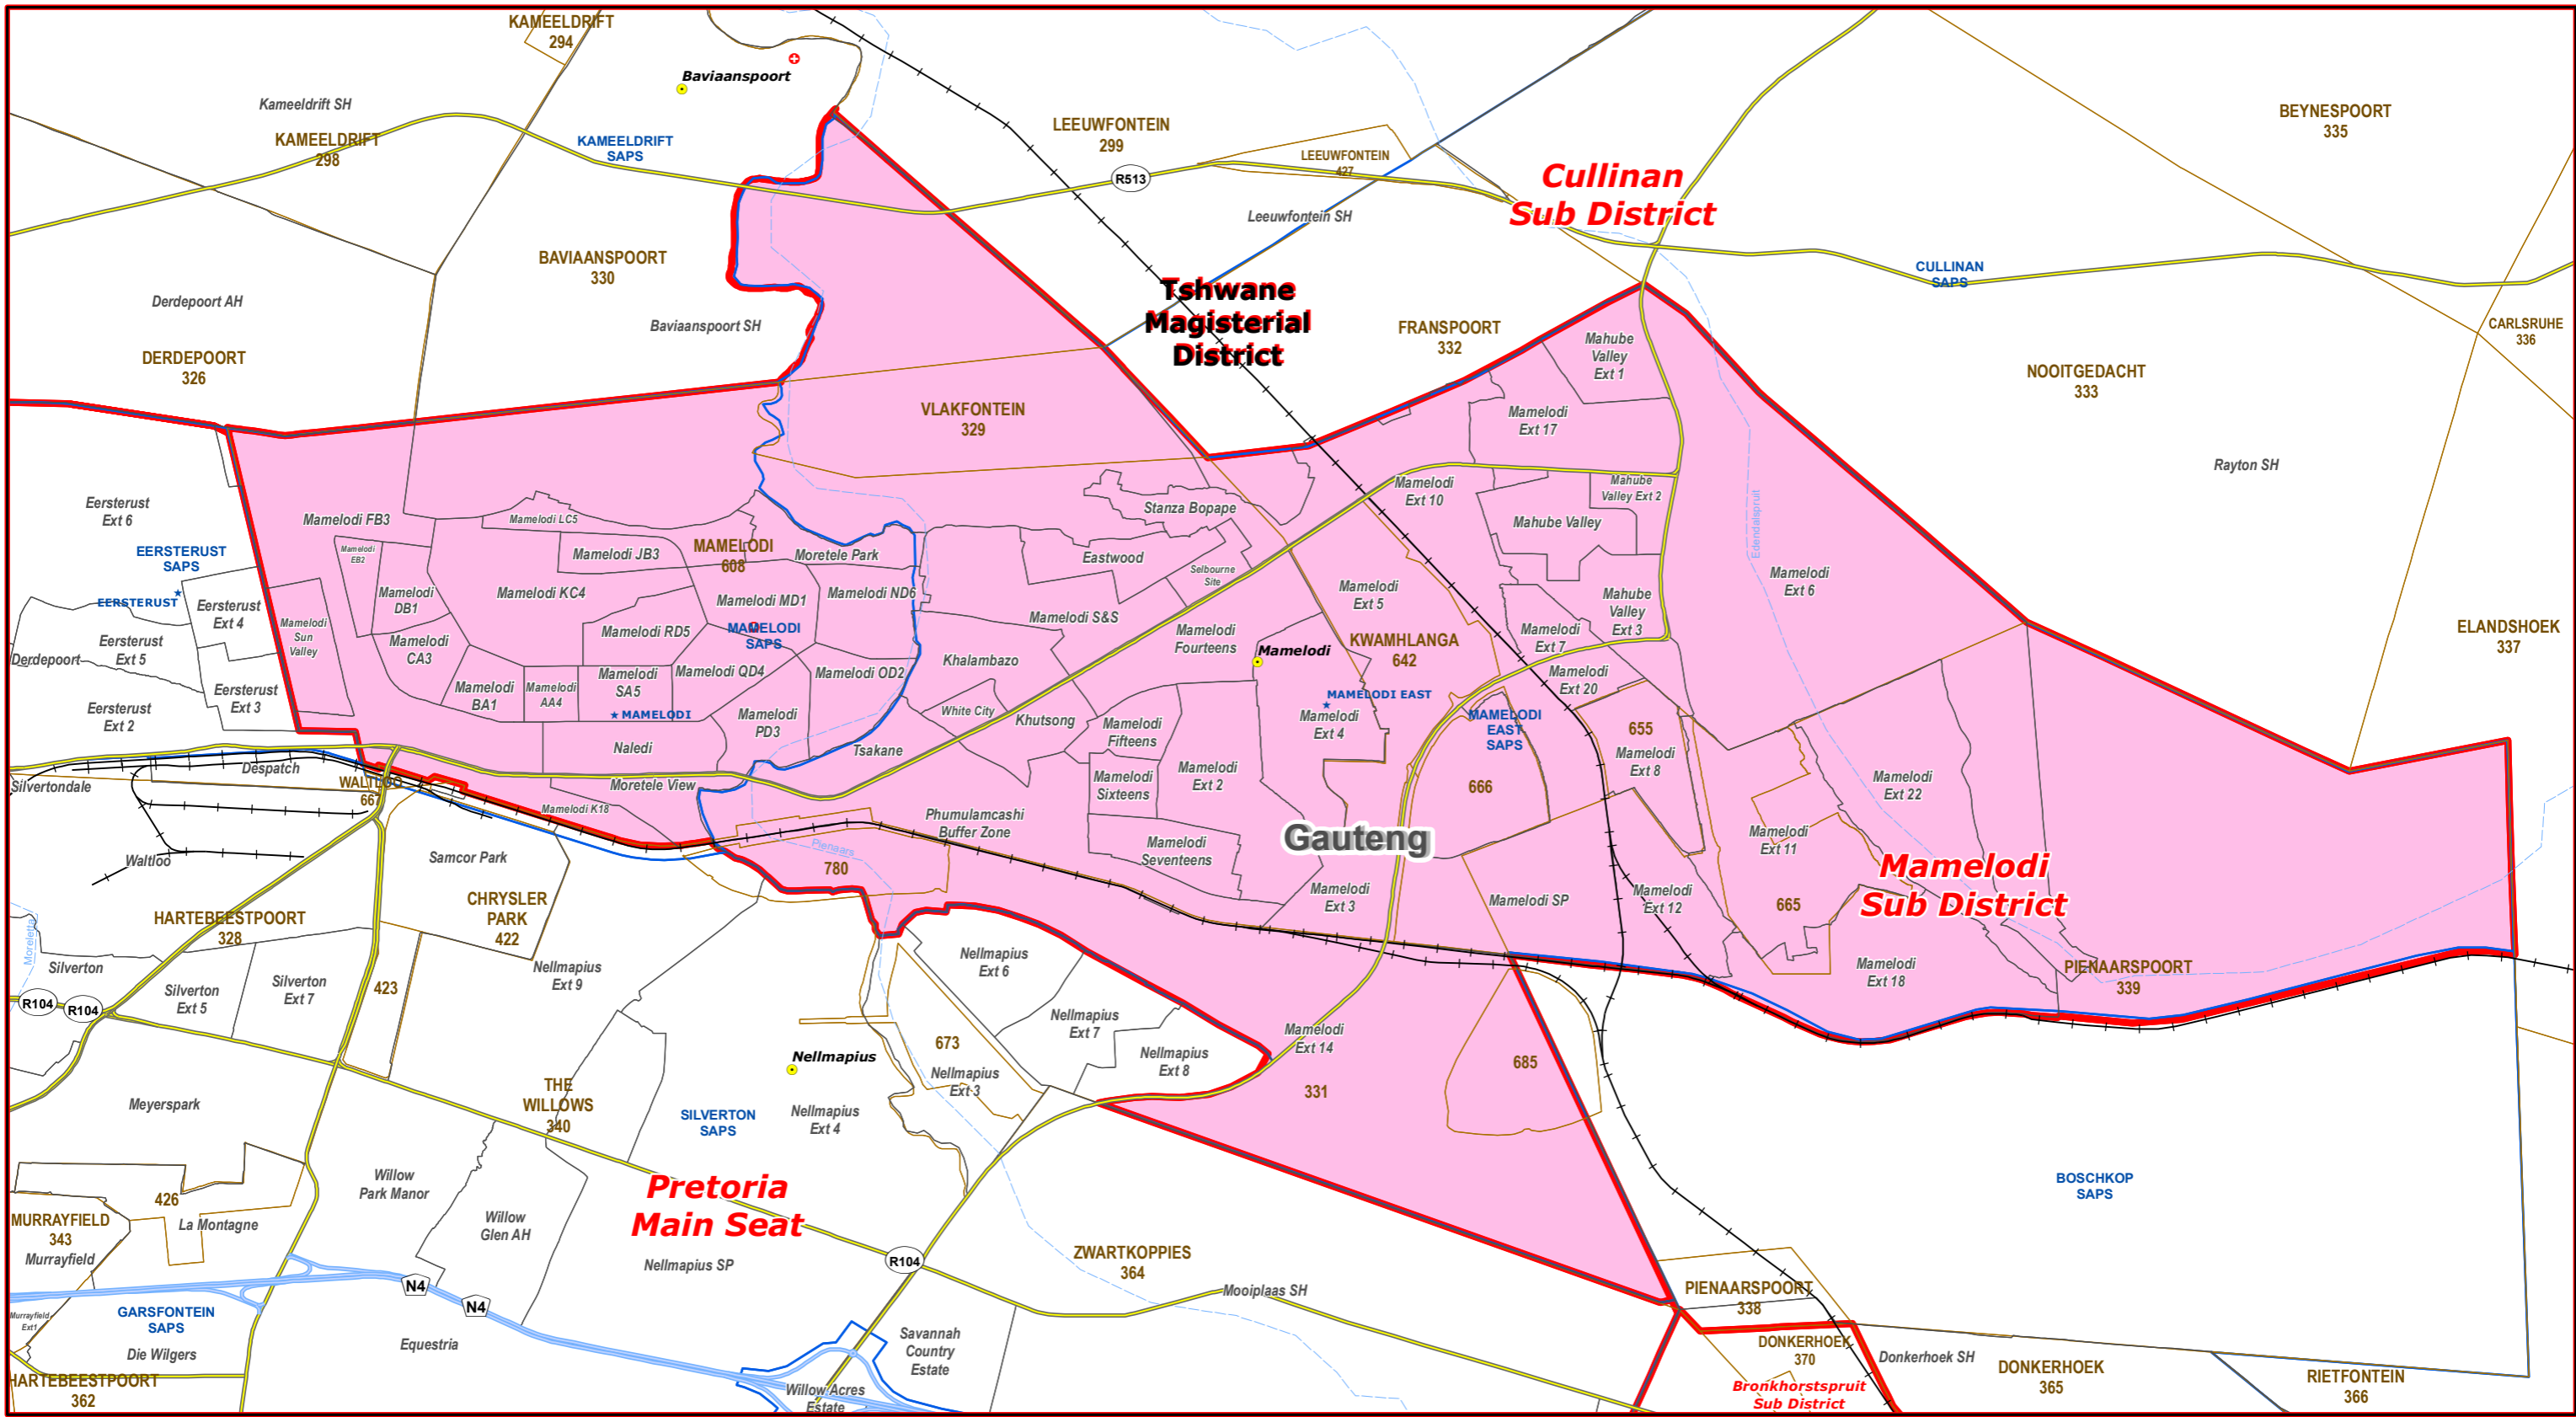 KAMEELDRIFT
294
Baviaanspoort
Kameeldrift SH
KAMEELDRIFT
298
KAMEELDRIFT
SAPS
LEEUWFONTEIN
299
R513
LEEUWFONTEIN
427
Leeuwfontein SH
Cullinan
Sub District
BEYNESPOORT
335
CULLINAN
SAPS
CARLSRUHE
336
BAVIAANSPOORT
330
Baviaanspoort SH
Derdepoort AH
DERDEPOORT
326
Tshwane
Magisterial
District
FRANSPOORT
332
Mahube
Valley
Ext 1
NOOITGEDACHT
333
Rayton SH
VLAKFONTEIN
329
Mamelodi
Ext 17
Mamelodi
Ext 10
Mahube
Valley Ext 2
Mahube Valley
Stanza Bopape
Edendalspruit
Eersterust
Ext 6
EERSTERUST
SAPS
EERSTERUST
Eersterust
Ext 4
Eersterust
Ext 5
Derdepoort
Eersterust
Ext 3
Eersterust
Ext 2
Mamelodi FB3
Mamelodi LC5
Mamelodi
EB2
Mamelodi JB3
MAMELODI
608
Moretele Park
Eastwood
Selbourne
Site
Mamelodi
DB1
Mamelodi KC4
Mamelodi MD1
Mamelodi ND6
Mamelodi S&S
Mamelodi
Ext 5
Mahube
Valley
Ext 3
Mamelodi
Ext 6
Mamelodi
Sun
Valley
Mamelodi
CA3
Mamelodi RD5
MAMELODI
SAPS
Mamelodi
Fourteens
KWAMHLANGA
642
Mamelodi
Ext 7
ELANDSHOEK
337
Mamelodi
BA1
Mamelodi
AA4
Mamelodi
SA5
Mamelodi QD4
Mamelodi OD2
Khalambazo
Mamelodi
Mamelodi
Ext 20
MAMELODI
Mamelodi
PD3
White City
Khutsong
Mamelodi
Fifteens
MAMELODI EAST
Mamelodi
Ext 4
MAMELODI
EAST
SAPS
655
Mamelodi
Ext 8
Naledi
Tsakane
Moretele View
Mamelodi K18
Mamelodi
Sixteens
Mamelodi
Ext 2
666
Mamelodi
Ext 22
Silvertondale
Despatch
WALTLOO
667
Waltloo
Samcor Park
Phumulamcashi
Buffer Zone
Pienaars
780
Mamelodi
Seventeens
Gauteng
Mamelodi
Ext 11
Mamelodi
Sub District
Mamelodi
Ext 3
Mamelodi SP
Mamelodi
Ext 12
665
Mamelodi
Ext 18
PIENAARSPOORT
339
CHRYSLER
PARK
422
HARTEBEESTPOORT
328
Moreletta
Silverton
Silverton
Ext 5
Silverton
Ext 7
423
Nellmapius
Ext 9
Nellmapius
Ext 6
Nellmapius
Ext 7
Nellmapius
Ext 8
R104
R104
Mamelodi
Ext 14
331
685
673
Nellmapius
Ext 3
Nellmapius
Nellmapius
Ext 4
THE
WILLOWS
340
SILVERTON
SAPS
Meyerspark
BOSCHKOP
SAPS
Pretoria
Main Seat
Nellmapius SP
Willow
Park Manor
Willow
Glen AH
426
La Montagne
MURRAYFIELD
343
Murrayfield
Murrayfield
Ext1
GARSFONTEIN
SAPS
Die Wilgers
HARTEBEESTPOORT
362
N4
N4
R104
Equestria
ZWARTKOPPIES
364
Mooiplaas SH
Savannah
Country
Estate
Willow Acres
Estate
PIENAARSPOORT
338
DONKERHOEK
370
Donkerhoek SH
DONKERHOEK
365
RIETFONTEIN
366
Bronkhorstspruit
Sub District